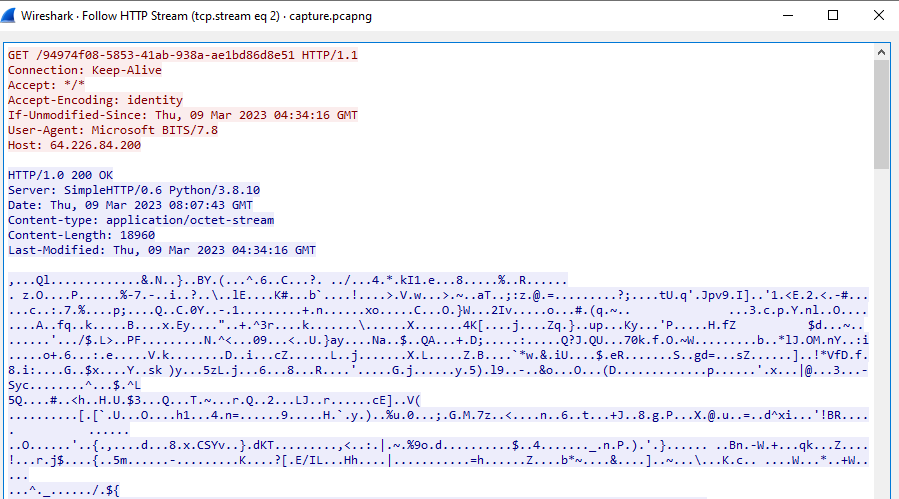 Wireshark · Follow HTTP Stream (tcp.stream eq 2) · capture.pcapng
GET /94974f08-5853-41ab-938a-ae1bd86d8e51 HTTP/1.1
Connection: Keep-Alive
Accept: */*
Accept-Encoding: identity
If-Unmodified-Since: Thu, 09 Mar 2023 04:34:16 GMT
User-Agent: Microsoft BITS/7.8
Host: 64.226.84.200
HTTP/1.0 200 OK
Server: SimpleHTTP/0.6 Python/3.8.10
Date: Thu, 09 Mar 2023 08:07:43 GMT
Content-type: application/octet-stream
Content-Length: 18960
Last-Modified: Thu, 09 Mar 2023 04:34:16 GMT
,...Ql.............&.N..}..BY.(...^.6..C...?. ../...4.*.kI1.e...8.....%..R......
. z.O....P......%-7.-..i..?..\..lE....K#...b`....!....>.V.w...>.~..aT..;:z.@.=.........?;....tU.q'.Jpv9.I]..'1.<E.2.<.-#...
...c..:.7.%....p;....Q..C.0Y..-.1.........+.n......xo.....C...O.}W...2Iv.....o...#.(q.~.. ...3.c.p.Y.nl..O....
....A..fq..k.....B....x.Ey...."..+.^3r....k.......\......X.......4K[....j....Zq.}..up...Ky...'P.....H.fZ $d...~..
......'../$.L>...PF.........N.^<...09...<..U.}ay....Na..$..QA...+.D;.....:.....Q?J.QU...70k.f.O.~W.........b..*lJ.OM.nY..:i
....o+.6...:.e.....V.k........D..i...cZ......L..j.......X.L.....Z.B....`*w.&.iU....$.eR.......S..gd=...sZ......]..!*VfD.f.
8.i:....G..$x....Y..sk )y...5zL.j...6...8...R....'.....G.j......y.5).l9..-..&o...O...(D.............p......'.x...|@...3...-
Syc........^...$.^L
5Q....#..<h..H.U.$3...Q...T.~...r.Q..2...LJ..r......cE]..V(
..........[.[`.U...O....h1...4.n=......9.....H.`.y.)..%u.0...;.G.M.7z..<....n..6..t...+J..8.g.P...X.@.u..=..d^xi...'!BR....
. ......
..O......'..{.,....d...8.x.CSYv..}.dKT.........,<..:.|.~.%9o.d..........$..4......._.n.P.).'.}....... ..Bn.-W.+...qk...Z....
!...r.j$....{..5m......-.........K....?[.E/IL...Hh....|...........=h......Z....b*~....&....]..~...\...K.c.. ....W...*..+W...
...
...^._....../.${